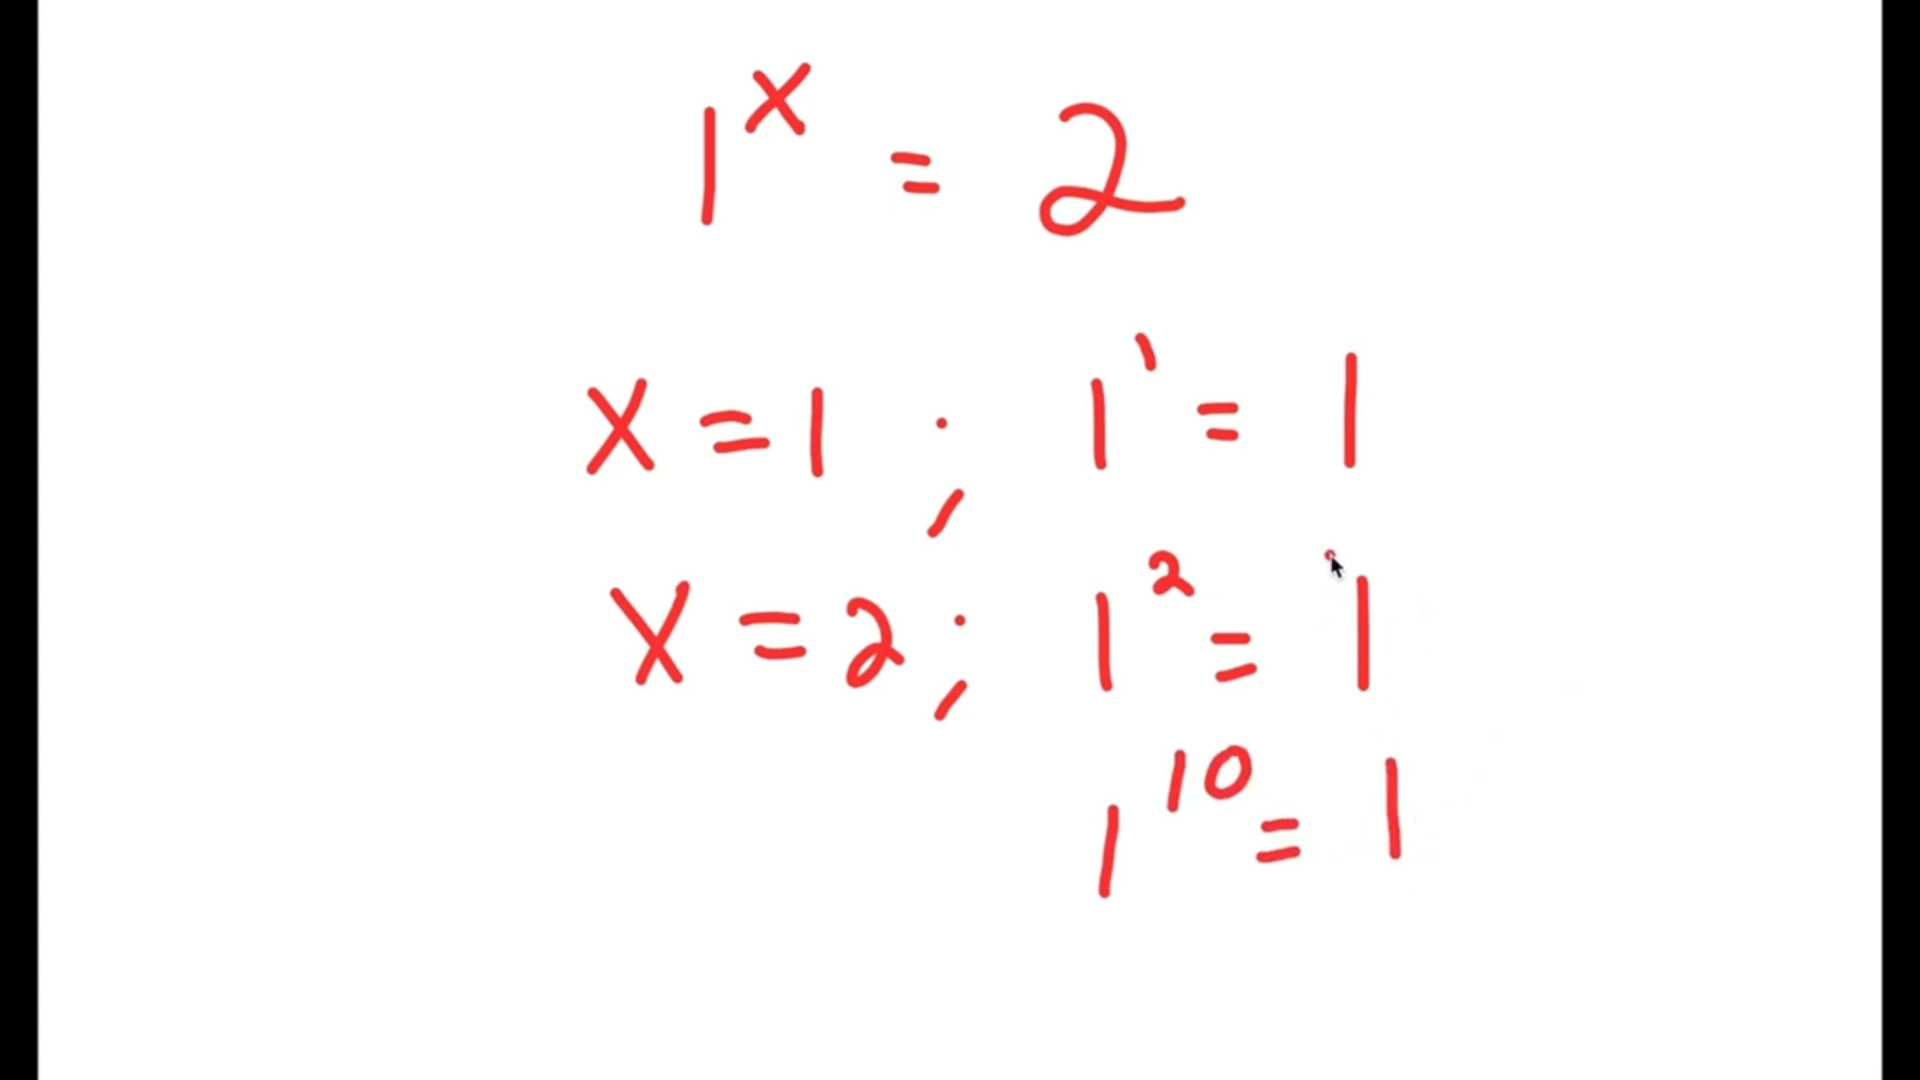 1^x = 2
x = 1 ; 1^1 = 1
x = 2 ; 1^2 = 1
1^10 = 1